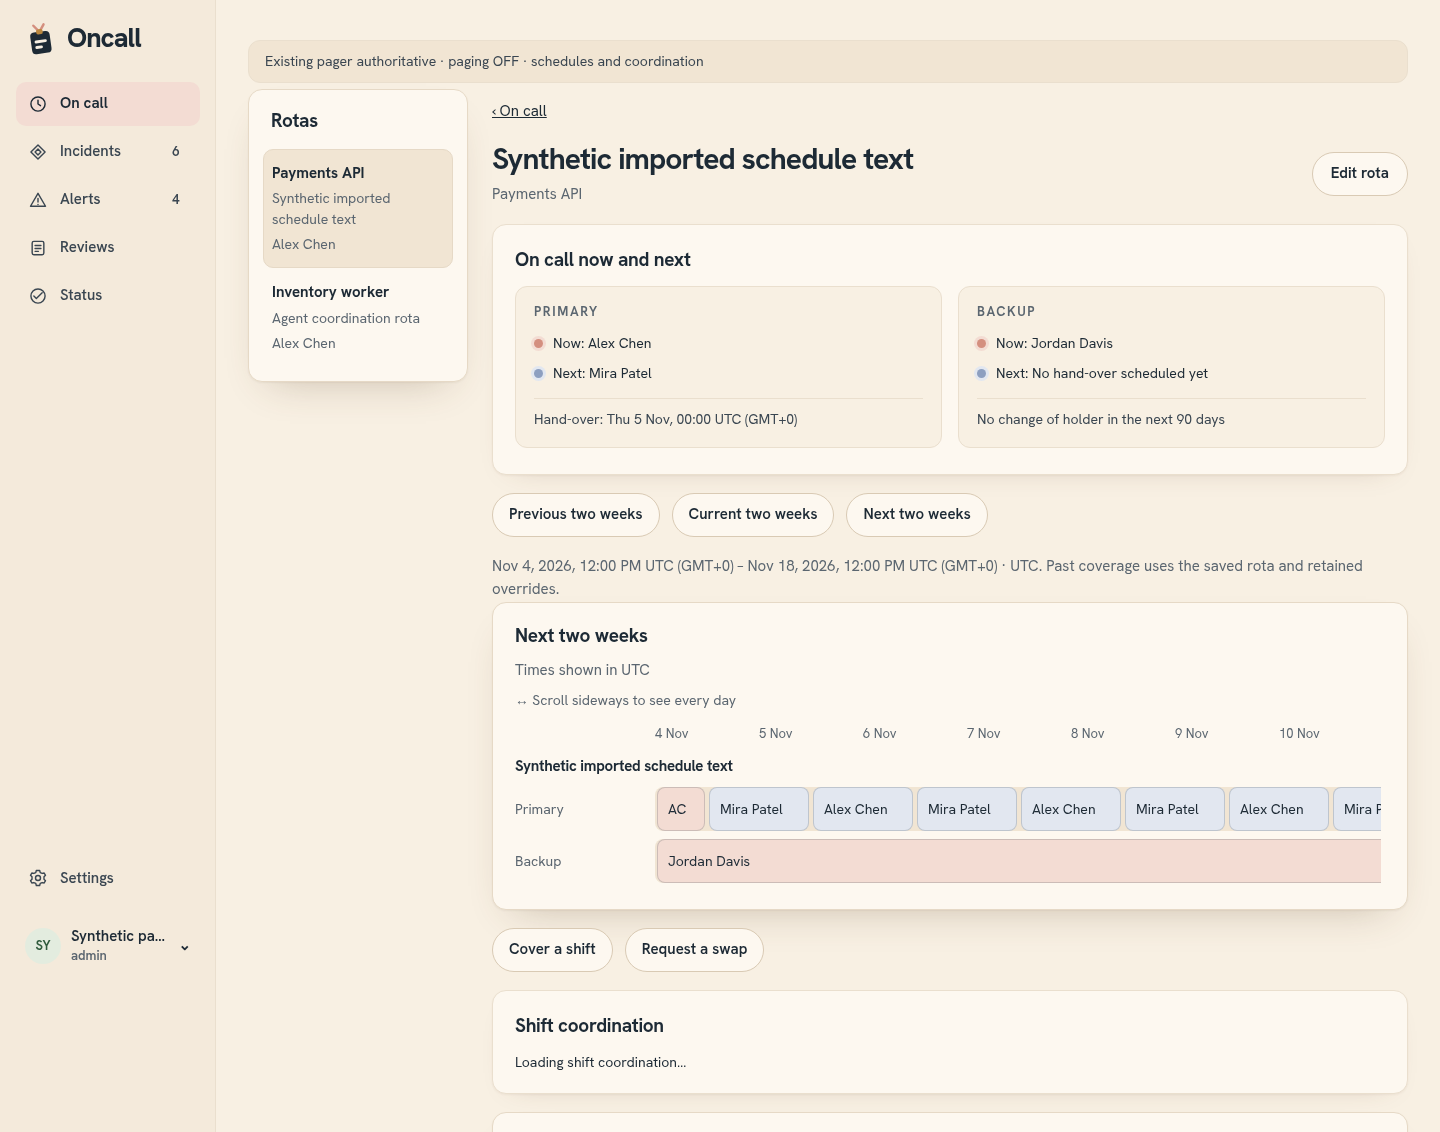 Oncall
On call
Incidents 6
Alerts 4
Reviews
Status
Settings
SY
Synthetic pa...
admin
Existing pager authoritative · paging OFF · schedules and coordination
Rotas
Payments API
Synthetic imported
schedule text
Alex Chen
Inventory worker
Agent coordination rota
Alex Chen
‹ On call
Synthetic imported schedule text
Payments API
Edit rota
On call now and next
PRIMARY
Now: Alex Chen
Next: Mira Patel
Hand-over: Thu 5 Nov, 00:00 UTC (GMT+0)
BACKUP
Now: Jordan Davis
Next: No hand-over scheduled yet
No change of holder in the next 90 days
Previous two weeks
Current two weeks
Next two weeks
Nov 4, 2026, 12:00 PM UTC (GMT+0) – Nov 18, 2026, 12:00 PM UTC (GMT+0) · UTC. Past coverage uses the saved rota and retained
overrides.
Next two weeks
Times shown in UTC
↔ Scroll sideways to see every day
4 Nov 5 Nov 6 Nov 7 Nov 8 Nov 9 Nov 10 Nov
Synthetic imported schedule text
Primary AC Mira Patel Alex Chen Mira Patel Alex Chen Mira Patel Alex Chen Mira P
Backup Jordan Davis
Cover a shift
Request a swap
Shift coordination
Loading shift coordination...